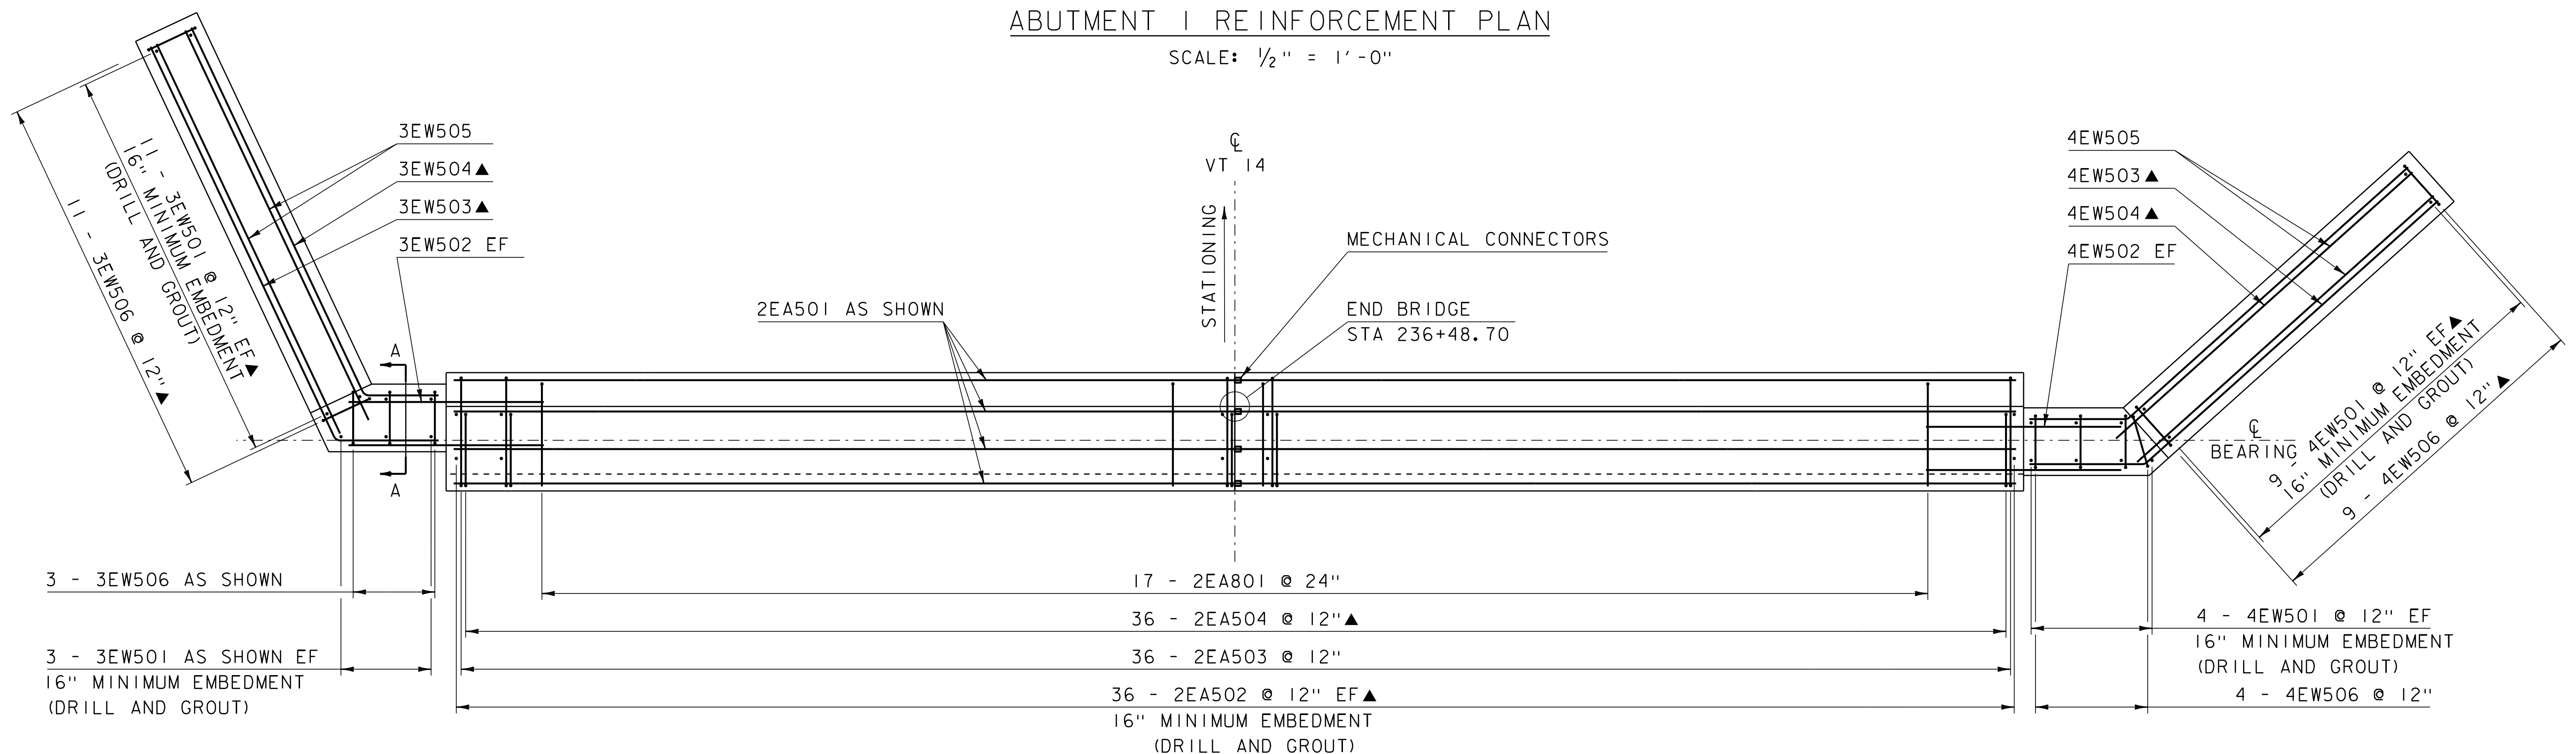 ABUTMENT 1 REINFORCEMENT PLAN
SCALE: 1/2" = 1'-0"
3EW505
3EW504▲
3EW503▲
3EW502 EF
11 - 3EW501 @ 12" EF▲
16" MINIMUM EMBEDMENT
(DRILL AND GROUT)
11 - 3EW506 @ 12"▲
A
A
2EA501 AS SHOWN
℄
VT 14
STATIONING
MECHANICAL CONNECTORS
END BRIDGE
STA 236+48.70
4EW505
4EW503▲
4EW504▲
4EW502 EF
℄
BEARING
9 - 4EW501 @ 12" EF▲
16" MINIMUM EMBEDMENT
(DRILL AND GROUT)
9 - 4EW506 @ 12"▲
3 - 3EW506 AS SHOWN
3 - 3EW501 AS SHOWN EF
16" MINIMUM EMBEDMENT
(DRILL AND GROUT)
17 - 2EA801 @ 24"
36 - 2EA504 @ 12"▲
36 - 2EA503 @ 12"
36 - 2EA502 @ 12" EF▲
16" MINIMUM EMBEDMENT
(DRILL AND GROUT)
4 - 4EW501 @ 12" EF
16" MINIMUM EMBEDMENT
(DRILL AND GROUT)
4 - 4EW506 @ 12"